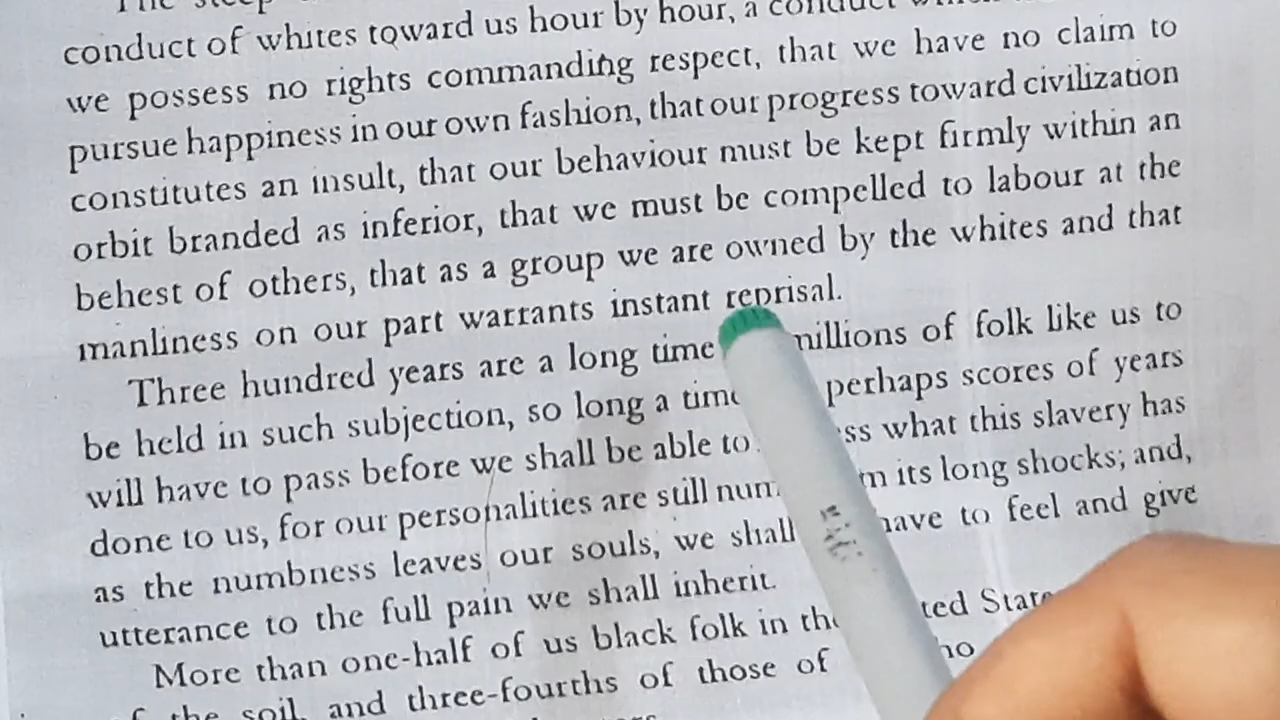 The steep
conduct of whites toward us hour by hour, a conduct
we possess no rights commanding respect, that we have no claim to
pursue happiness in our own fashion, that our progress toward civilization
constitutes an insult, that our behaviour must be kept firmly within an
orbit branded as inferior, that we must be compelled to labour at the
behest of others, that as a group we are owned by the whites and that
manliness on our part warrants instant reprisal.
Three hundred years are a long time millions of folk like us to
be held in such subjection, so long a time perhaps scores of years
will have to pass before we shall be able to what this slavery has
done to us, for our personalities are still its long shocks; and,
as the numbness leaves our souls, we shall have to feel and give
utterance to the full pain we shall inherit.
More than one-half of us black folk in the
the soil, and three-fourths of those of